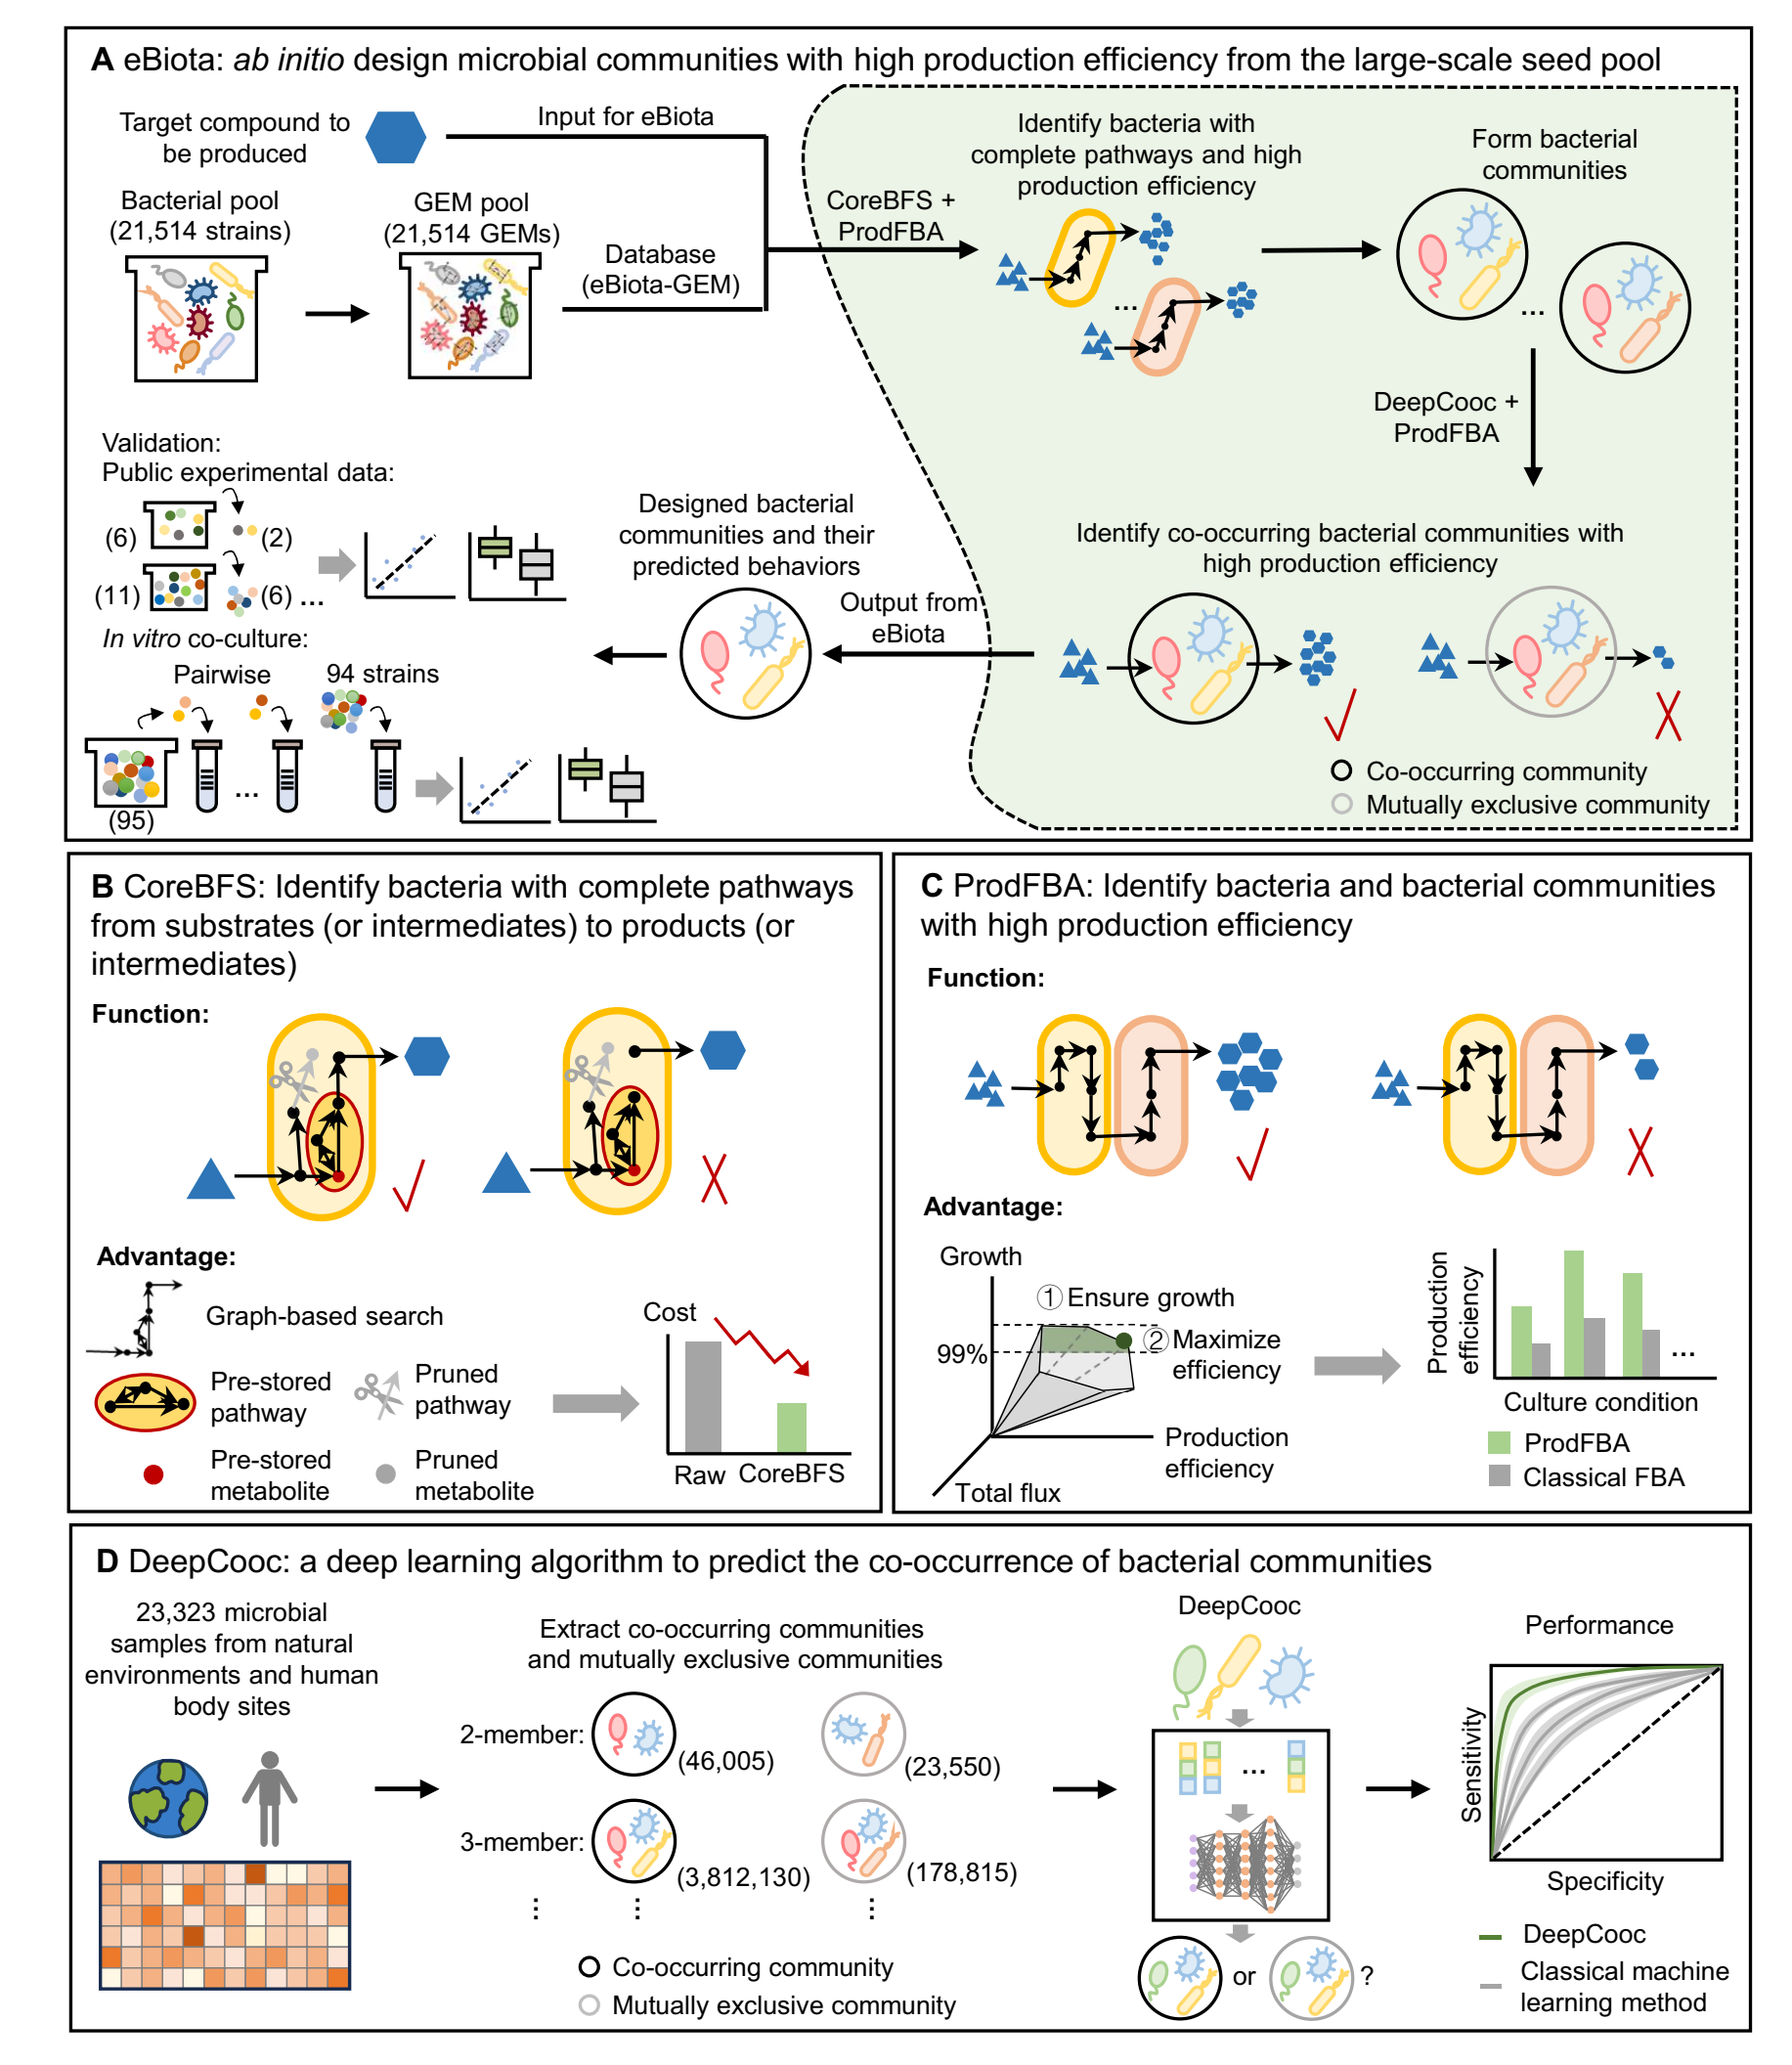 A eBiota: ab initio design microbial communities with high production efficiency from the large-scale seed pool
Target compound to
be produced
Input for eBiota
Bacterial pool
(21,514 strains)
GEM pool
(21,514 GEMs)
Database
(eBiota-GEM)
CoreBFS +
ProdFBA
Identify bacteria with
complete pathways and high
production efficiency
...
Form bacterial
communities
...
DeepCooc +
ProdFBA
Identify co-occurring bacterial communities with
high production efficiency
Co-occurring community
Mutually exclusive community
Output from
eBiota
Designed bacterial
communities and their
predicted behaviors
Validation:
Public experimental data:
(6)
(2)
(11)
(6) ...
In vitro co-culture:
Pairwise
94 strains
...
(95)
B CoreBFS: Identify bacteria with complete pathways
from substrates (or intermediates) to products (or
intermediates)
Function:
Advantage:
Graph-based search
Pre-stored
pathway
Pruned
pathway
Pre-stored
metabolite
Pruned
metabolite
Cost
Raw
CoreBFS
C ProdFBA: Identify bacteria and bacterial communities
with high production efficiency
Function:
Advantage:
Growth
① Ensure growth
② Maximize
efficiency
99%
Production
efficiency
Total flux
Production
efficiency
...
Culture condition
ProdFBA
Classical FBA
D DeepCooc: a deep learning algorithm to predict the co-occurrence of bacterial communities
23,323 microbial
samples from natural
environments and human
body sites
Extract co-occurring communities
and mutually exclusive communities
2-member:
(46,005)
(23,550)
3-member:
(3,812,130)
(178,815)
⋮
⋮
⋮
Co-occurring community
Mutually exclusive community
DeepCooc
...
or
?
Performance
Sensitivity
Specificity
DeepCooc
Classical machine
learning method